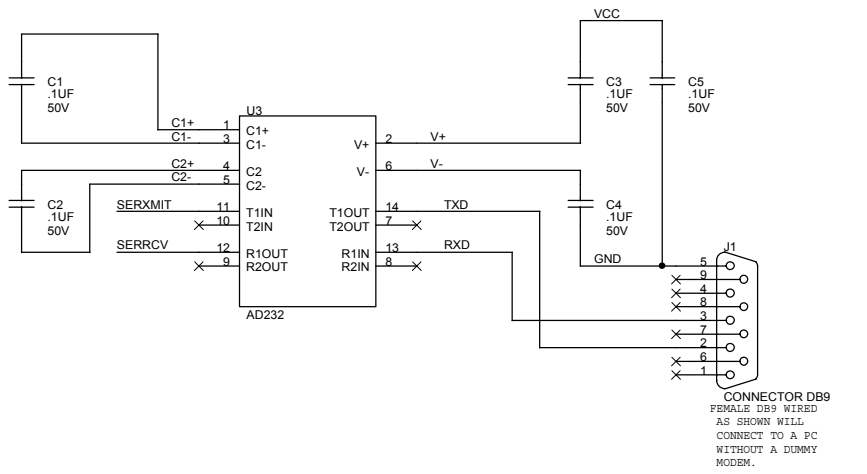 VCC
C1
.1UF
50V
C3
.1UF
50V
C5
.1UF
50V
U3
C1+ 1 C1+
C1- 3 C1-
V+ 2 V+
C2+ 4 C2
C2- 5 C2-
V- 6 V-
C2
.1UF
50V
SERXMIT 11 T1IN
10 T2IN
T1OUT 14 TXD
T2OUT 7
C4
.1UF
50V
SERRCV 12 R1OUT
9 R2OUT
R1IN 13 RXD
R2IN 8
GND
AD232
J1
5
9
4
8
3
7
2
6
1
CONNECTOR DB9
FEMALE DB9 WIRED
AS SHOWN WILL
CONNECT TO A PC
WITHOUT A DUMMY
MODEM.